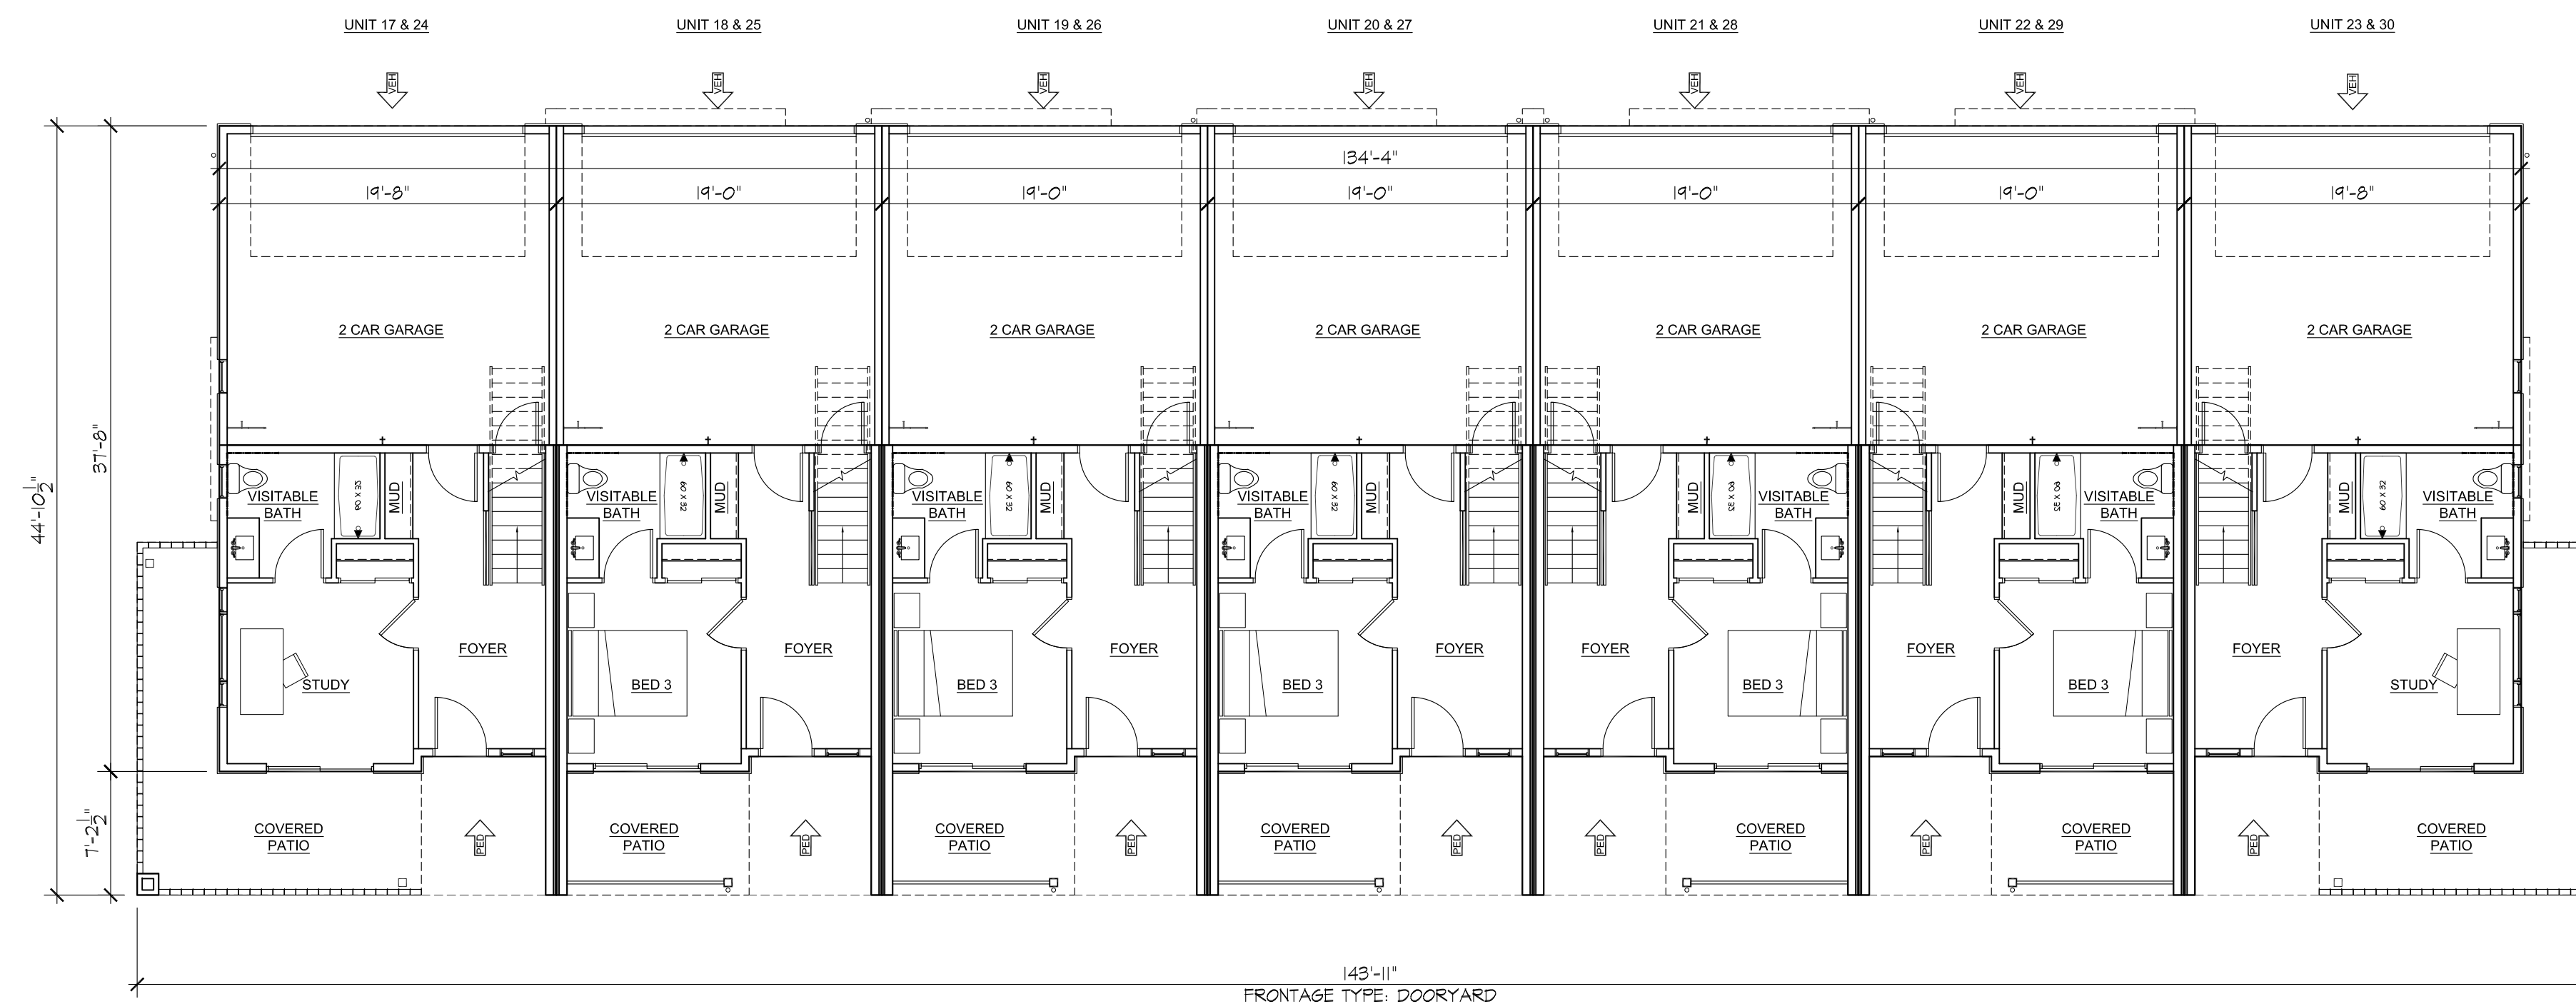 UNIT 17 & 24
UNIT 18 & 25
UNIT 19 & 26
UNIT 20 & 27
UNIT 21 & 28
UNIT 22 & 29
UNIT 23 & 30
VEH
VEH
VEH
VEH
VEH
VEH
VEH
134'-4"
19'-8"
19'-0"
19'-0"
19'-0"
19'-0"
19'-0"
19'-8"
2 CAR GARAGE
2 CAR GARAGE
2 CAR GARAGE
2 CAR GARAGE
2 CAR GARAGE
2 CAR GARAGE
2 CAR GARAGE
44'-10 1/2"
37'-8"
7'-2 1/2"
VISITABLE
BATH
60 X 32
MUD
VISITABLE
BATH
60 X 32
MUD
VISITABLE
BATH
60 X 32
MUD
VISITABLE
BATH
60 X 32
MUD
MUD
60 X 32
VISITABLE
BATH
MUD
60 X 32
VISITABLE
BATH
MUD
60 X 32
VISITABLE
BATH
FOYER
FOYER
FOYER
FOYER
FOYER
FOYER
FOYER
STUDY
BED 3
BED 3
BED 3
BED 3
BED 3
STUDY
COVERED
PATIO
PED
COVERED
PATIO
PED
COVERED
PATIO
PED
COVERED
PATIO
PED
PED
COVERED
PATIO
PED
COVERED
PATIO
PED
COVERED
PATIO
143'-11"
FRONTAGE TYPE: DOORYARD